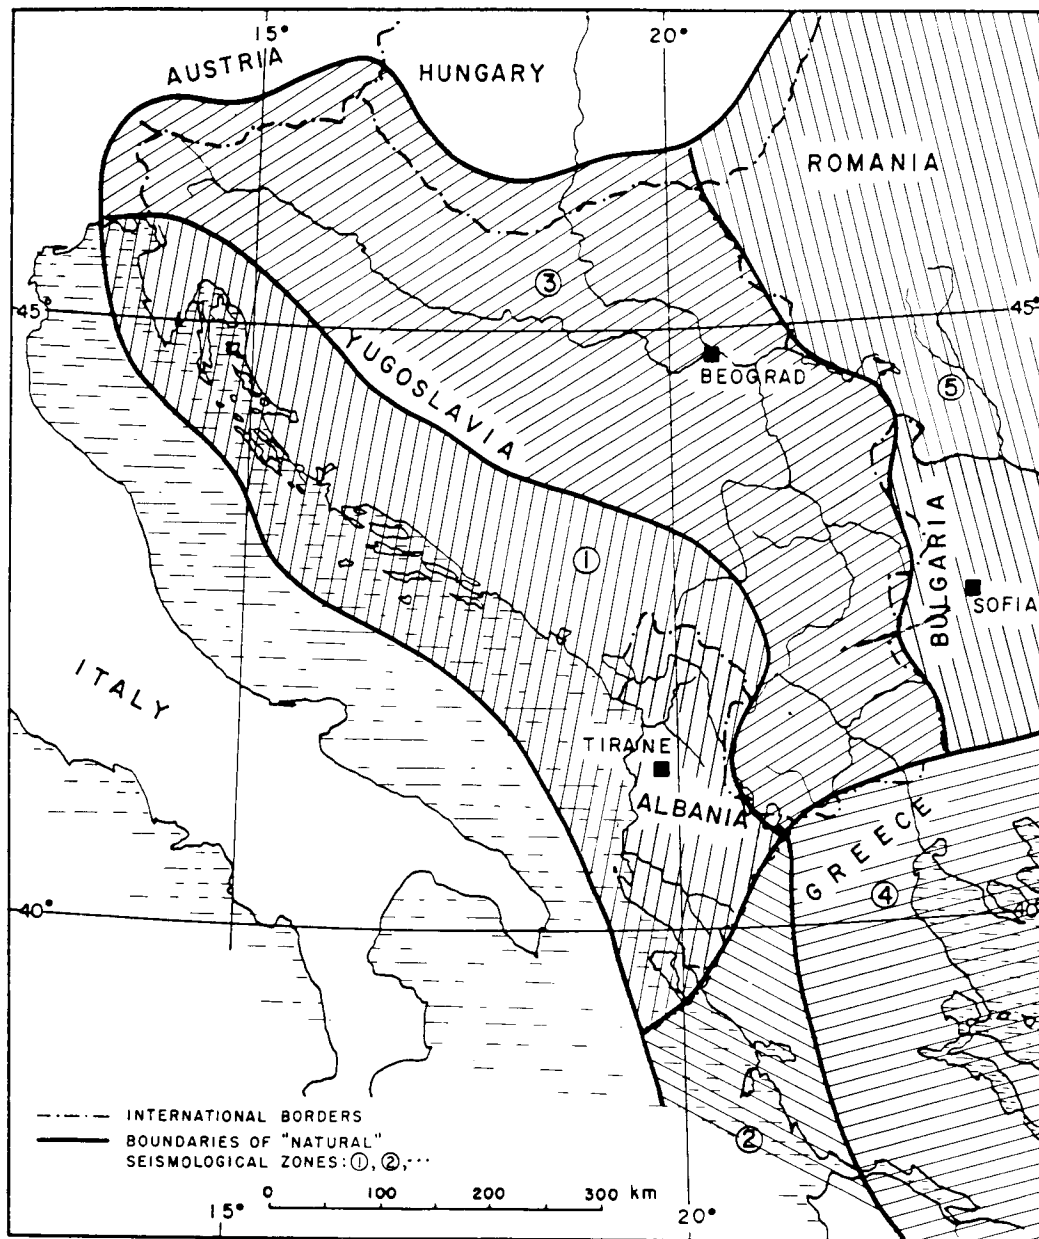 15°
20°
AUSTRIA
HUNGARY
ROMANIA
③
45°
45°
YUGOSLAVIA
BEOGRAD
⑤
①
BULGARIA
SOFIA
ITALY
TIRANE
ALBANIA
GREECE
④
40°
40°
INTERNATIONAL BORDERS
BOUNDARIES OF "NATURAL"
SEISMOLOGICAL ZONES: ①, ②, ···
②
0 100 200 300 km
15°
20°